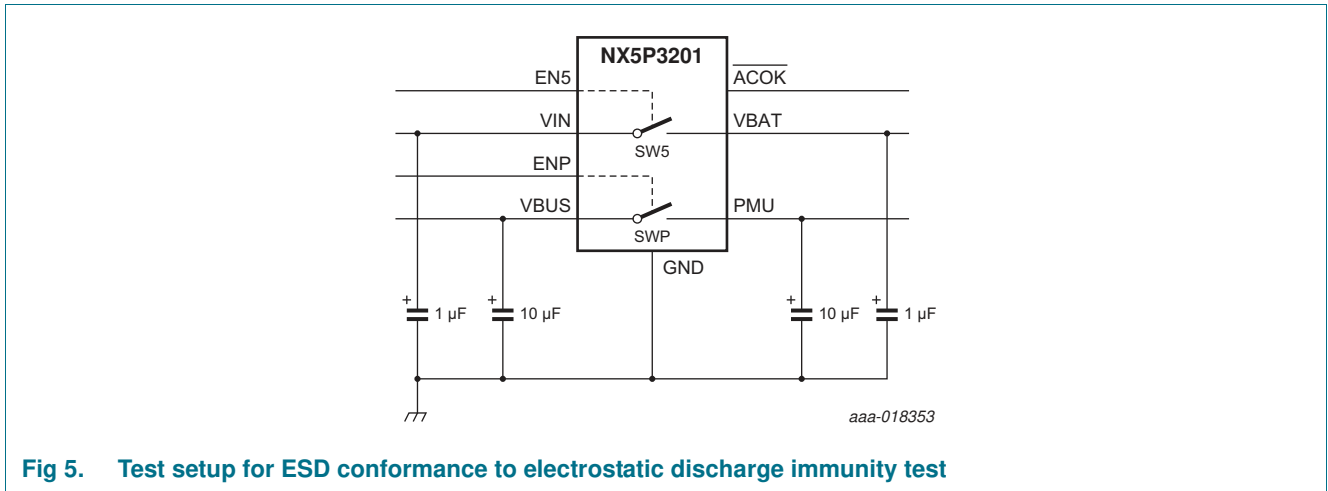 NX5P3201
EN5
ACOK
VIN
VBAT
SW5
ENP
VBUS
PMU
SWP
GND
+ 1 µF
+ 10 µF
+ 10 µF
+ 1 µF
aaa-018353
Fig 5. Test setup for ESD conformance to electrostatic discharge immunity test